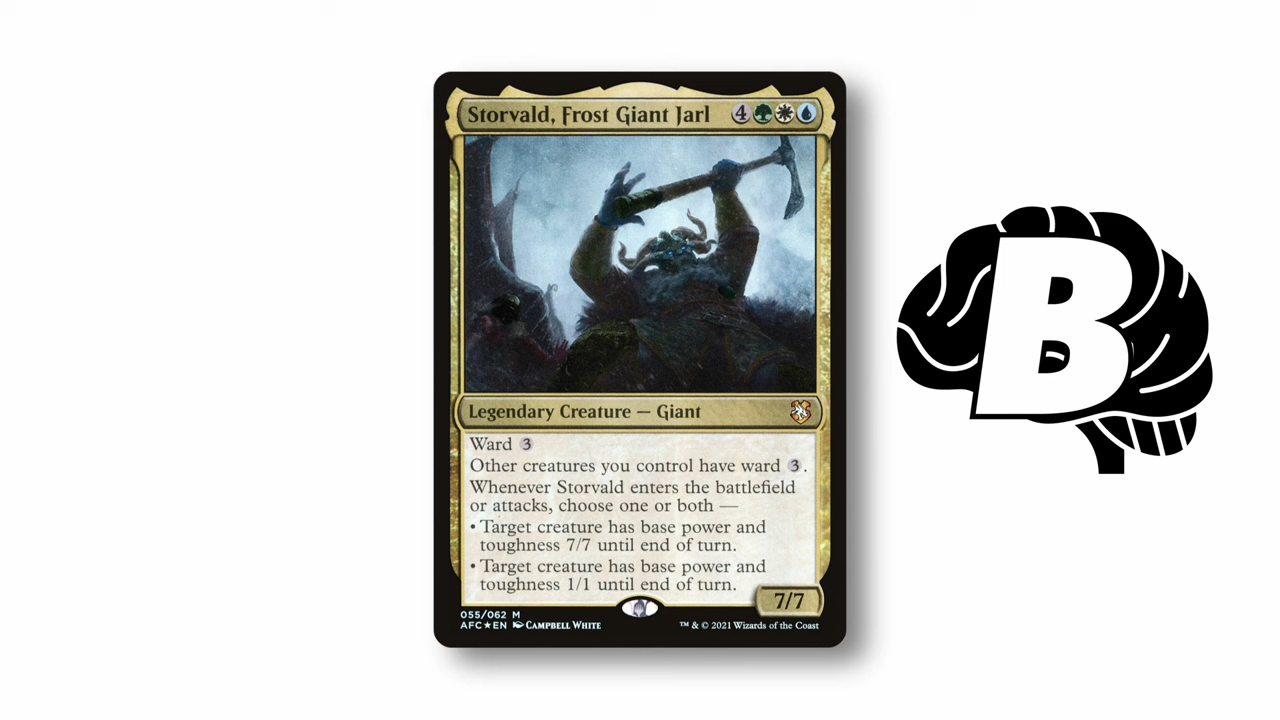 Storvald, Frost Giant Jarl 4
Legendary Creature — Giant
Ward 3
Other creatures you control have ward 3.
Whenever Storvald enters the battlefield
or attacks, choose one or both —
• Target creature has base power and
toughness 7/7 until end of turn.
• Target creature has base power and
toughness 1/1 until end of turn.
7/7
055/062 M
AFC★EN CAMPBELL WHITE
™ & © 2021 Wizards of the Coast
B